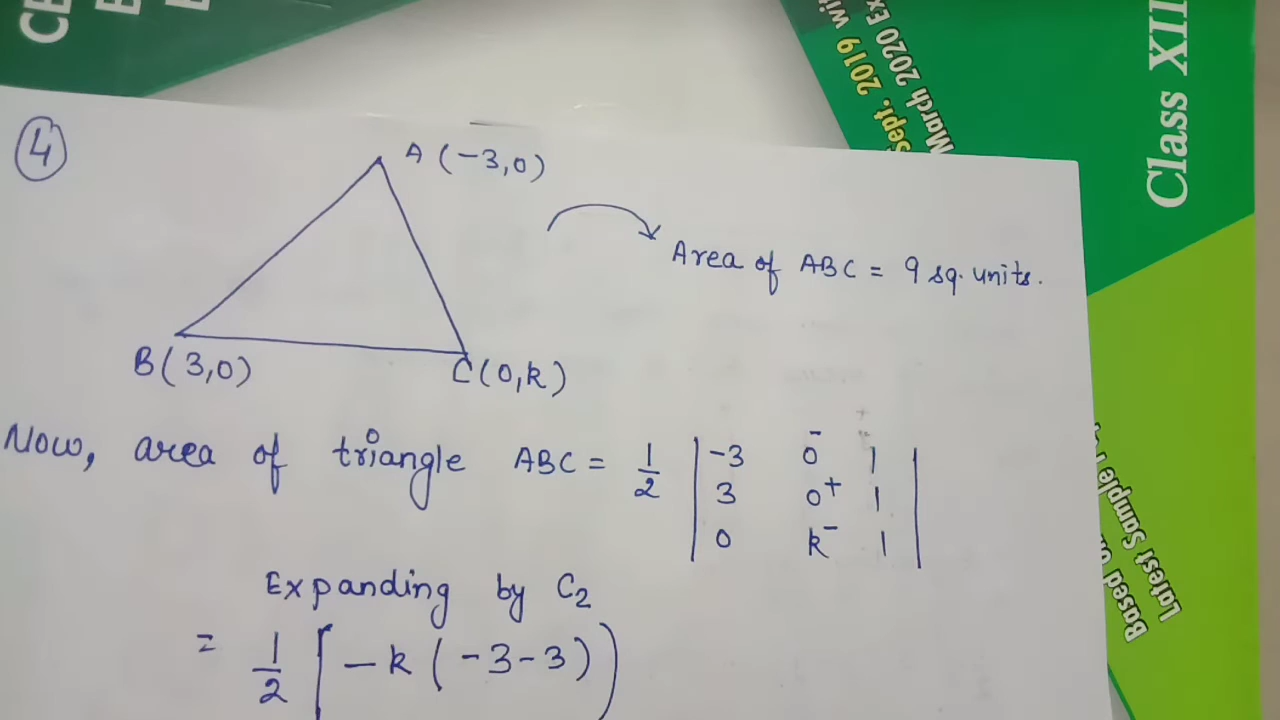 CB
Sept. 2019 wi
March 2020 Ex
Class XII
④
A (-3,0)
Area of ABC = 9 sq. units.
B(3,0)
C(0,k)
Now, area of triangle ABC = 1/2 | -3 0⁻ 1 |
| 3 0⁺ 1 |
| 0 k⁻ 1 |
Expanding by C₂
= 1/2 [ -k (-3-3) )
Based on
Latest Sample